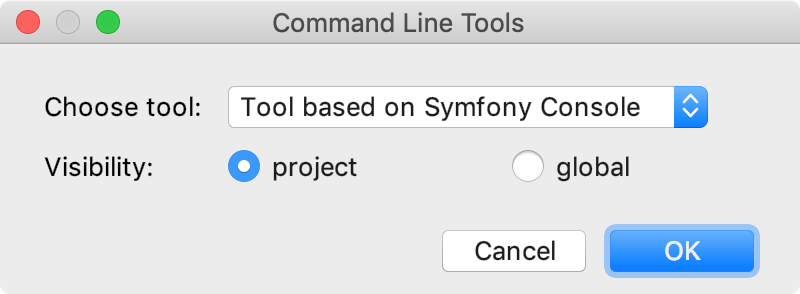 Command Line Tools
Choose tool: Tool based on Symfony Console
Visibility: project global
Cancel OK